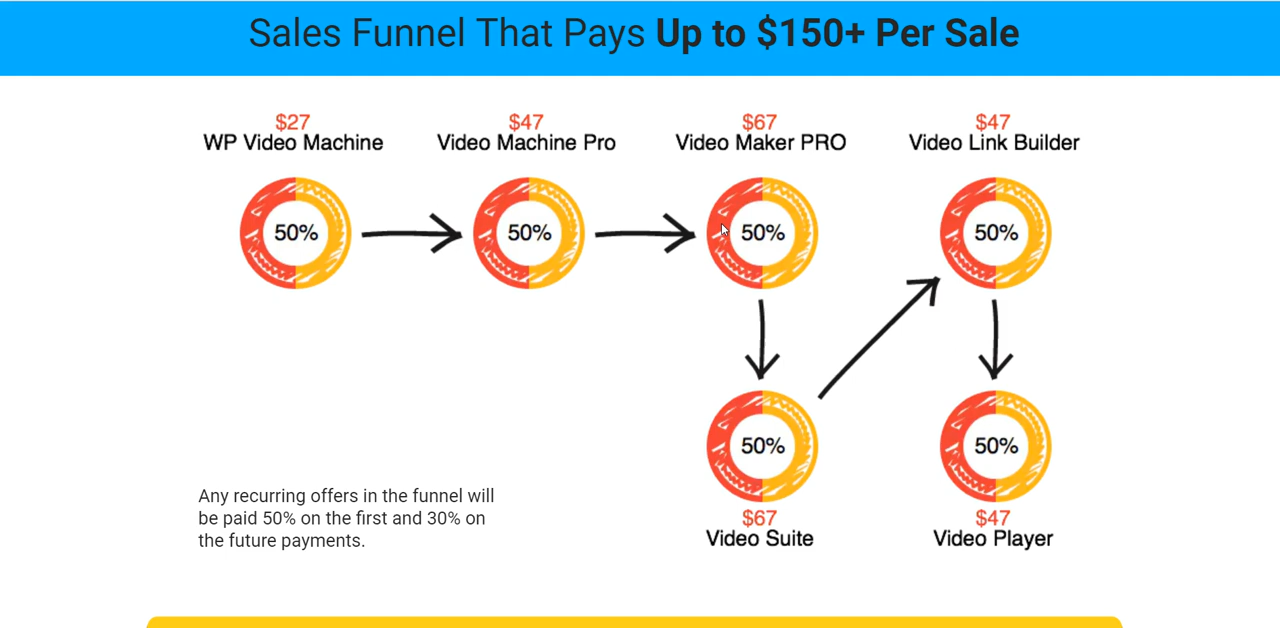 Sales Funnel That Pays Up to $150+ Per Sale
$27
WP Video Machine
$47
Video Machine Pro
$67
Video Maker PRO
$47
Video Link Builder
50%
50%
50%
50%
50%
50%
Any recurring offers in the funnel will
be paid 50% on the first and 30% on
the future payments.
$67
Video Suite
$47
Video Player